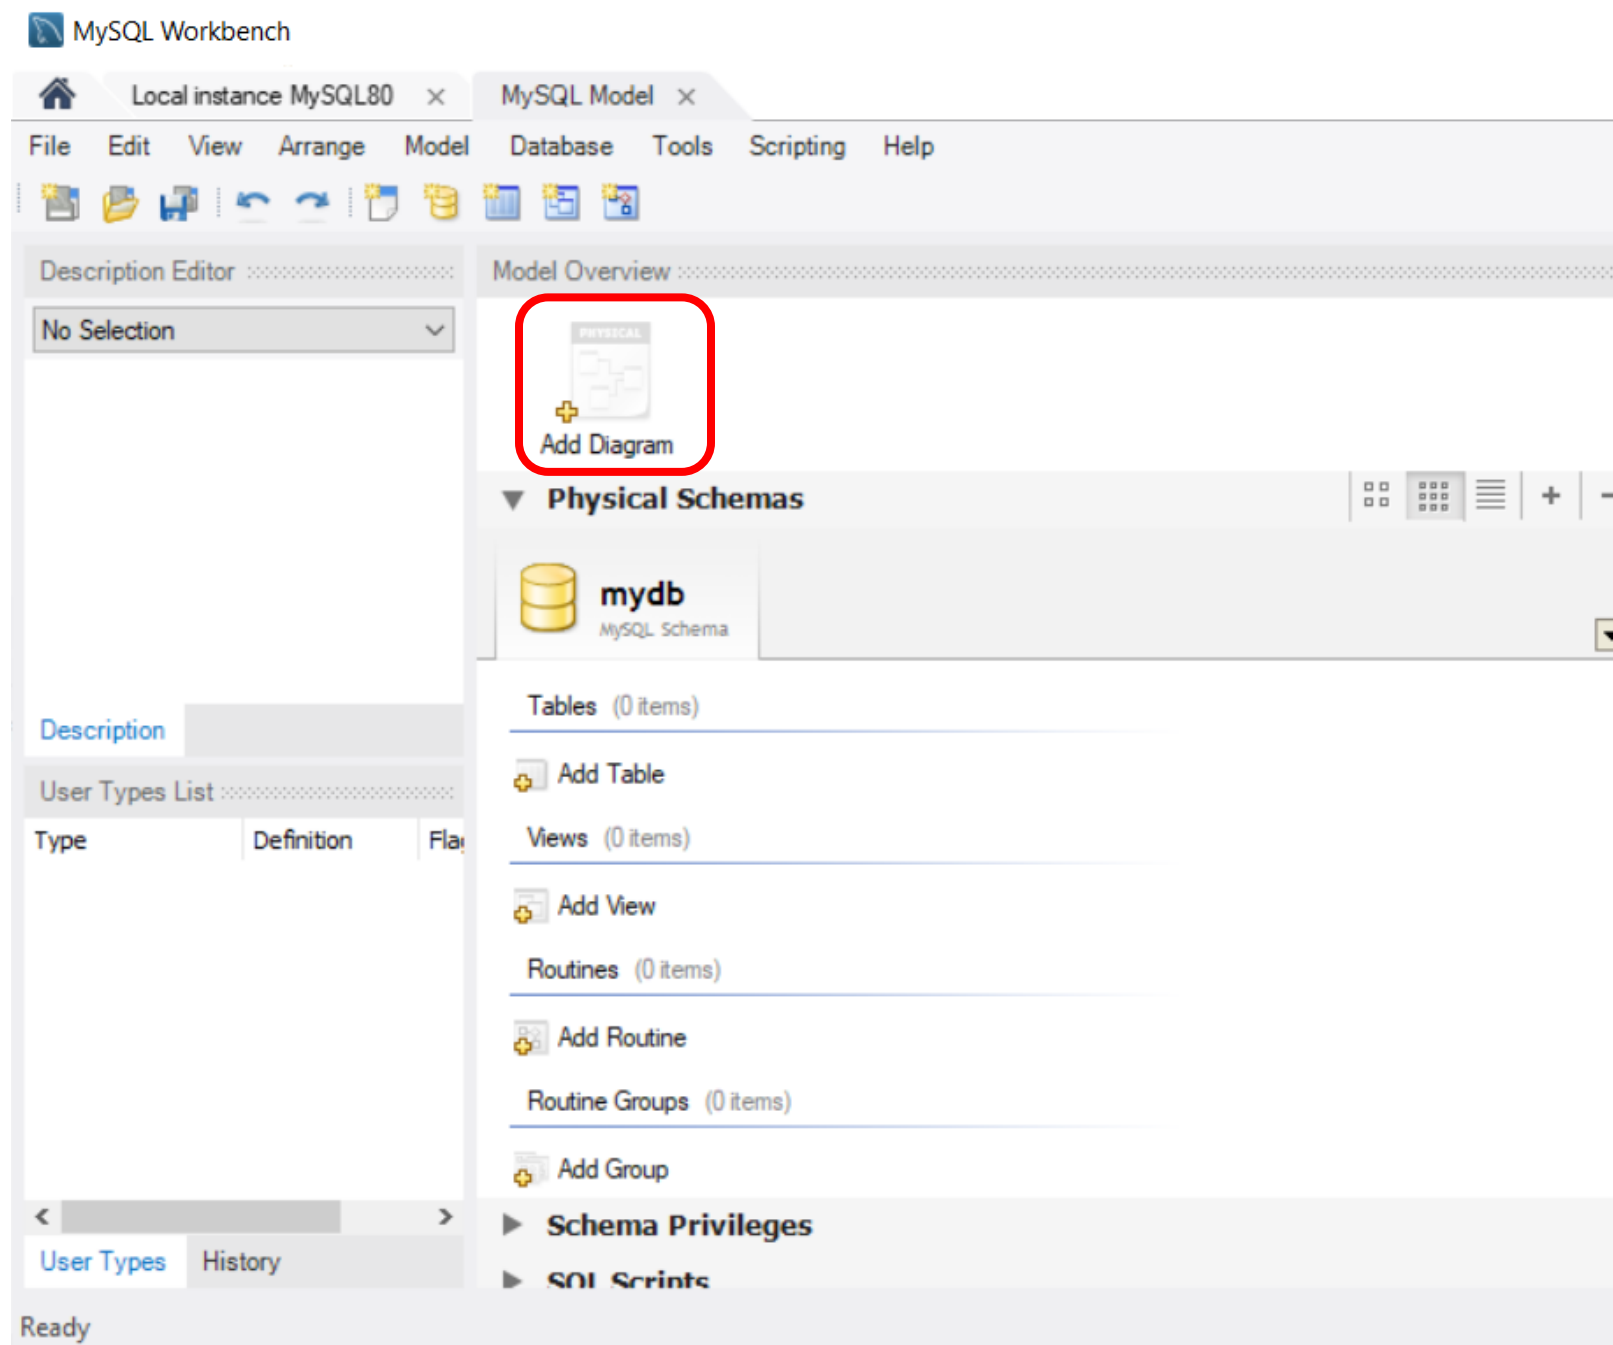 MySQL Workbench
Local instance MySQL80
MySQL Model
File Edit View Arrange Model Database Tools Scripting Help
Description Editor
No Selection
Description
User Types List
Type Definition
User Types History
Model Overview
PHYSICAL
Add Diagram
Physical Schemas
mydb
MySQL Schema
Tables (0 items)
Add Table
Views (0 items)
Add View
Routines (0 items)
Add Routine
Routine Groups (0 items)
Add Group
Schema Privileges
SQL Scripts
Ready